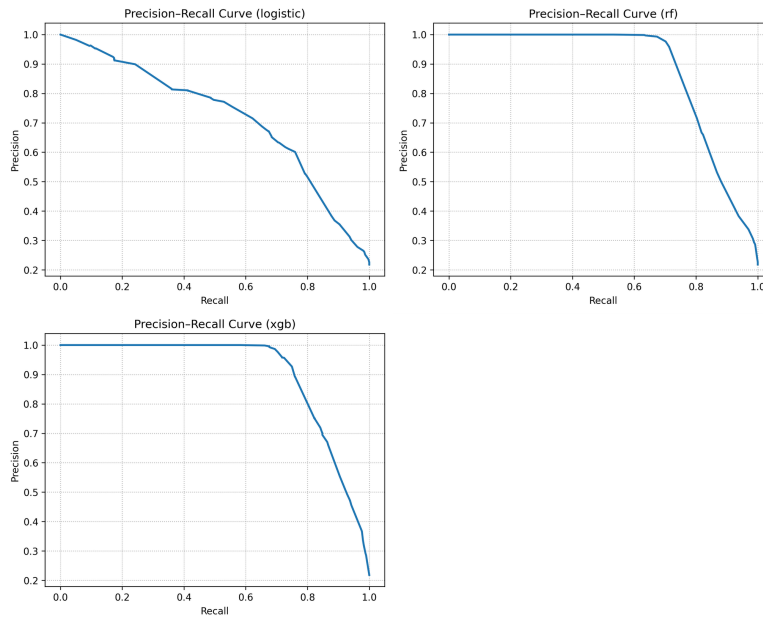 Precision–Recall Curve (logistic)
1.0
0.9
0.8
0.7
0.6
0.5
0.4
0.3
0.2
Precision
0.0 0.2 0.4 0.6 0.8 1.0
Recall
Precision–Recall Curve (rf)
1.0
0.9
0.8
0.7
0.6
0.5
0.4
0.3
0.2
Precision
0.0 0.2 0.4 0.6 0.8 1.0
Recall
Precision–Recall Curve (xgb)
1.0
0.9
0.8
0.7
0.6
0.5
0.4
0.3
0.2
Precision
0.0 0.2 0.4 0.6 0.8 1.0
Recall